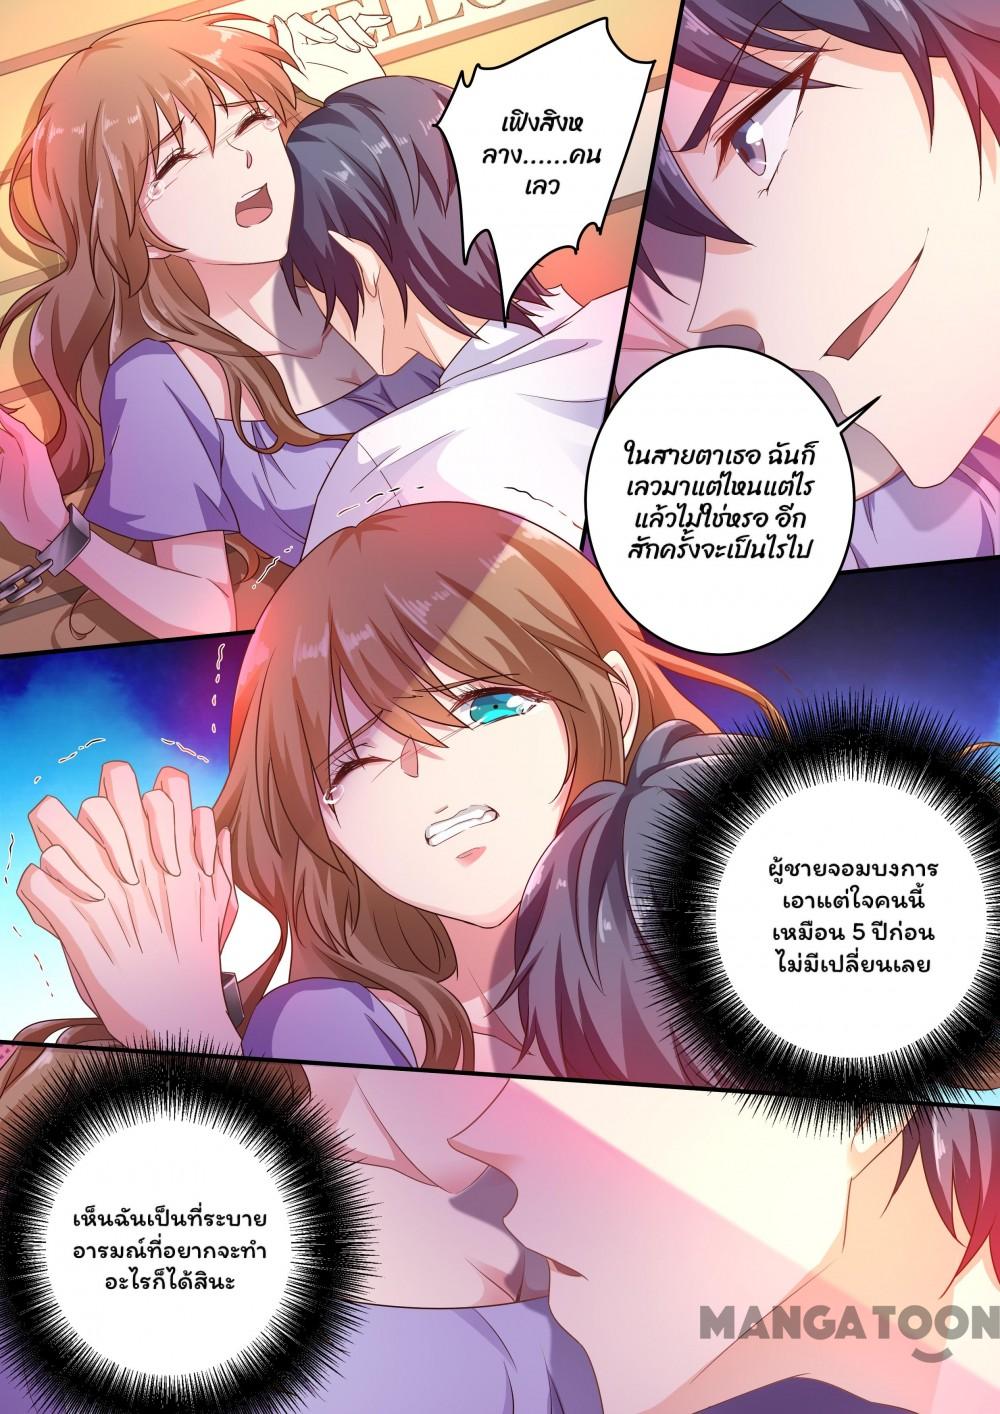 ELLO
เฟิงสิงห
ลาง......คน
เลว
ในสายตาเธอ ฉันก็
เลวมาแต่ไหนแต่ไร
แล้วไม่ใช่หรอ อีก
สักครั้งจะเป็นไรไป
ผู้ชายจอมบงการ
เอาแต่ใจคนนี้
เหมือน 5 ปีก่อน
ไม่มีเปลี่ยนเลย
เห็นฉันเป็นที่ระบาย
อารมณ์ที่อยากจะทำ
อะไรก็ได้สินะ
MANGATOON